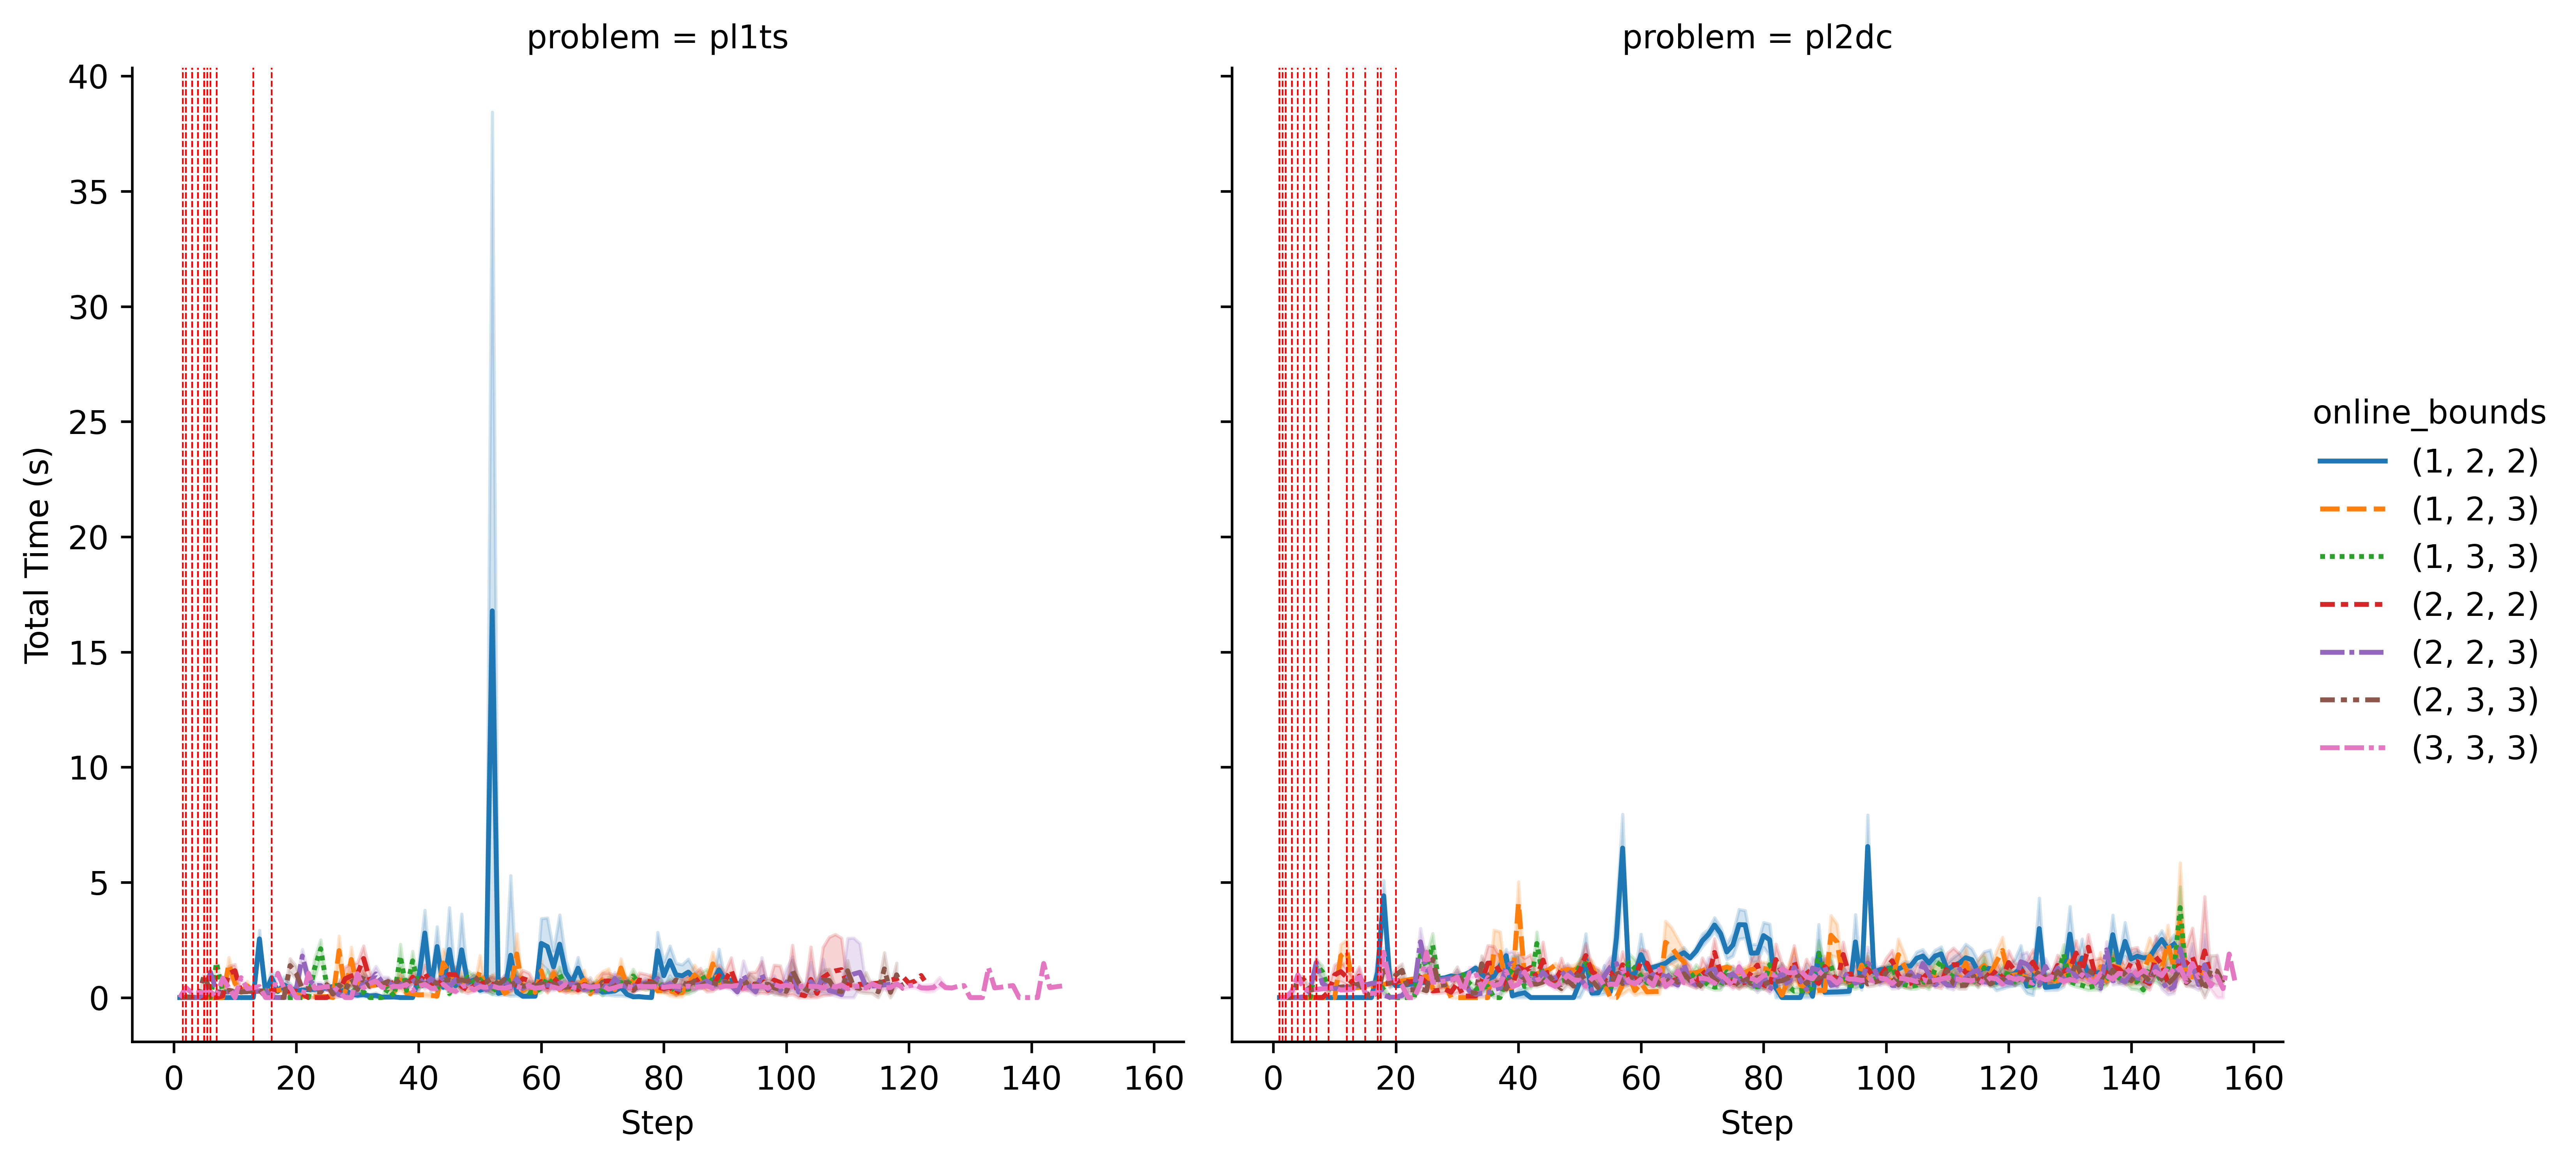 problem = pl1ts
problem = pl2dc
40
35
30
25
20
15
10
5
0
Total Time (s)
0 20 40 60 80 100 120 140 160
0 20 40 60 80 100 120 140 160
Step
Step
online_bounds
(1, 2, 2)
(1, 2, 3)
(1, 3, 3)
(2, 2, 2)
(2, 2, 3)
(2, 3, 3)
(3, 3, 3)